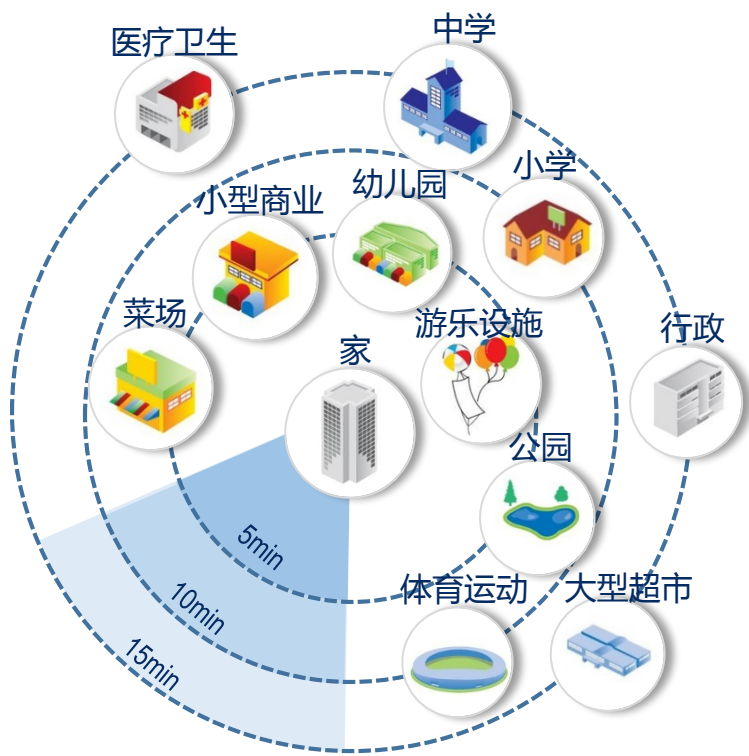 医疗卫生
中学
小学
幼儿园
小型商业
菜场
家
游乐设施
行政
公园
5min
10min
15min
体育运动
大型超市